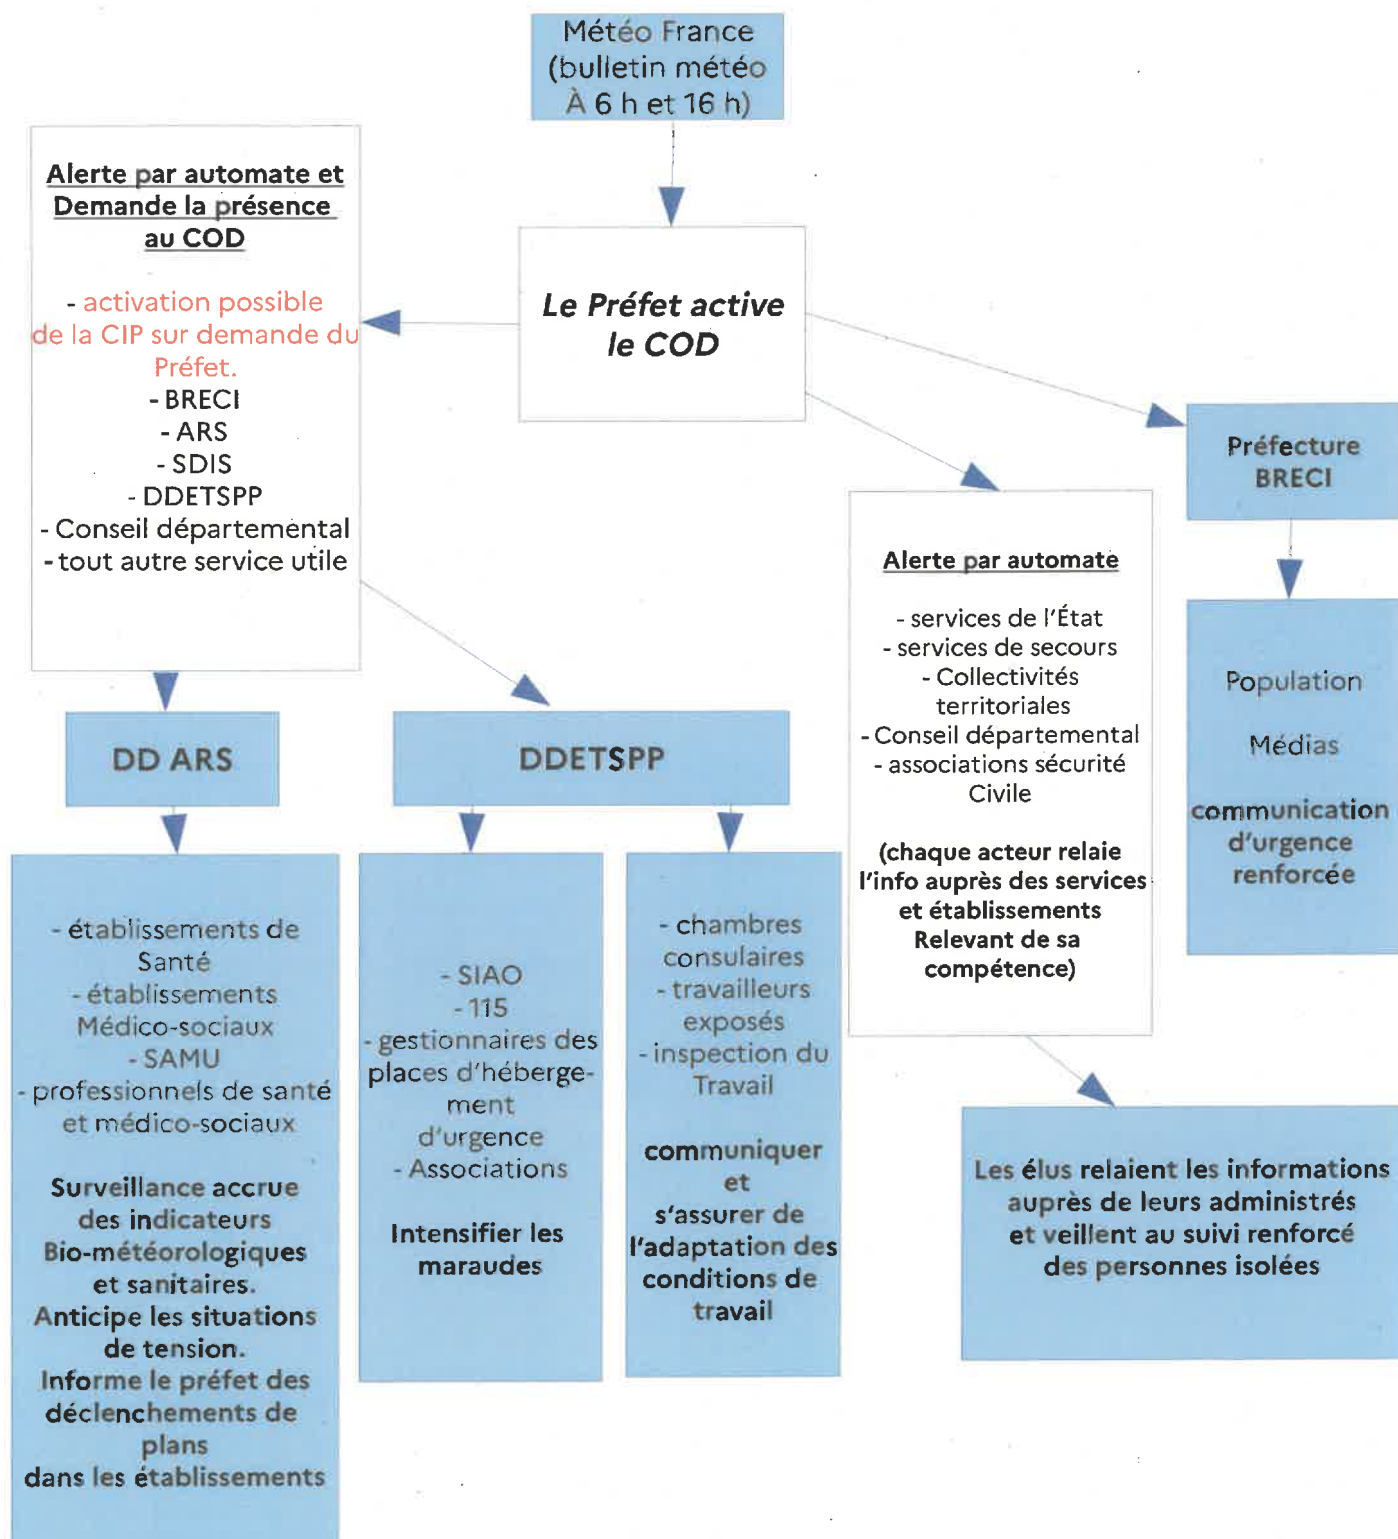 Météo France
(bulletin météo
À 6 h et 16 h)
Alerte par automate et
Demande la présence
au COD
- activation possible
de la CIP sur demande du
Préfet.
- BRECI
- ARS
- SDIS
- DDETSPP
- Conseil départemental
- tout autre service utile
Le Préfet active
le COD
Préfecture
BRECI
Alerte par automate
- services de l'État
- services de secours
- Collectivités
territoriales
- Conseil départemental
- associations sécurité
Civile
(chaque acteur relaie
l'info auprès des services
et établissements
Relevant de sa
compétence)
Population
Médias
communication
d'urgence
renforcée
DD ARS
DDETSPP
- établissements de
Santé
- établissements
Médico-sociaux
- SAMU
- professionnels de santé
et médico-sociaux
Surveillance accrue
des indicateurs
Bio-météorologiques
et sanitaires.
Anticipe les situations
de tension.
Informe le préfet des
déclenchements de
plans
dans les établissements
- SIAO
- 115
- gestionnaires des
places d'héberge-
ment
d'urgence
- Associations
Intensifier les
maraudes
- chambres
consulaires
- travailleurs
exposés
- inspection du
Travail
communiquer
et
s'assurer de
l'adaptation des
conditions de
travail
Les élus relaient les informations
auprès de leurs administrés
et veillent au suivi renforcé
des personnes isolées